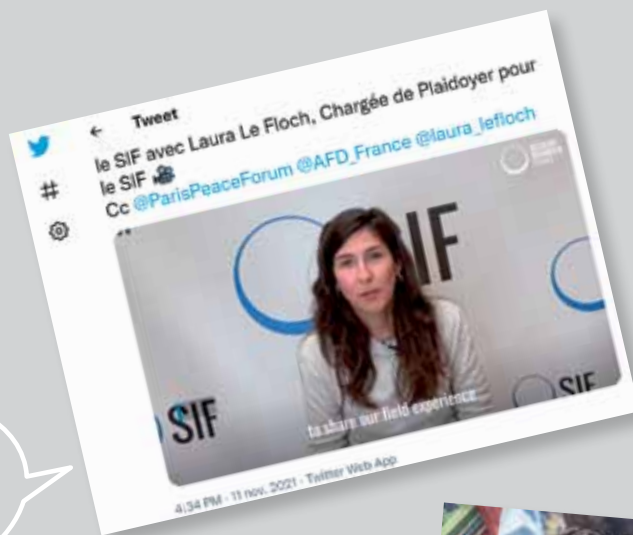 Tweet
le SIF avec Laura Le Floch, Chargée de Plaidoyer pour
le SIF
Cc @ParisPeaceForum @AFD_France @laura_lefloch
SIF
SIF
SIF
to share our field experience
4:34 PM · 11 nov. 2021 · Twitter Web App